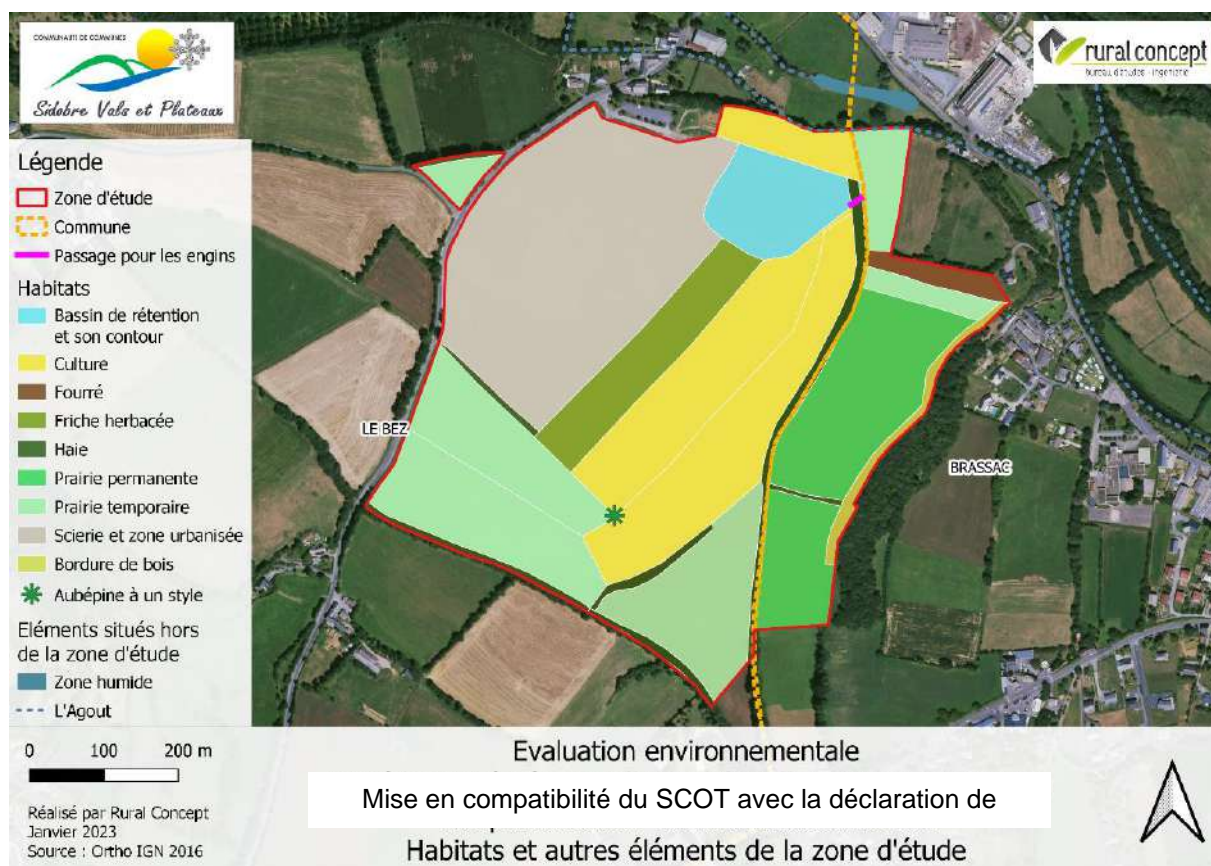 COMMUNAUTÉ DE COMMUNES
Sidobre Vals et Plateaux
rural concept
bureau d'études - ingénierie
Légende
Zone d'étude
Commune
Passage pour les engins
Habitats
Bassin de rétention
et son contour
Culture
Fourré
Friche herbacée
Haie
Prairie permanente
Prairie temporaire
Scierie et zone urbanisée
Bordure de bois
Aubépine à un style
Eléments situés hors
de la zone d'étude
Zone humide
L'Agout
LE BEZ
BRASSAC
0 100 200 m
Réalisé par Rural Concept
Janvier 2023
Source : Ortho IGN 2016
Evaluation environnementale
Mise en compatibilité du SCOT avec la déclaration de
Habitats et autres éléments de la zone d'étude